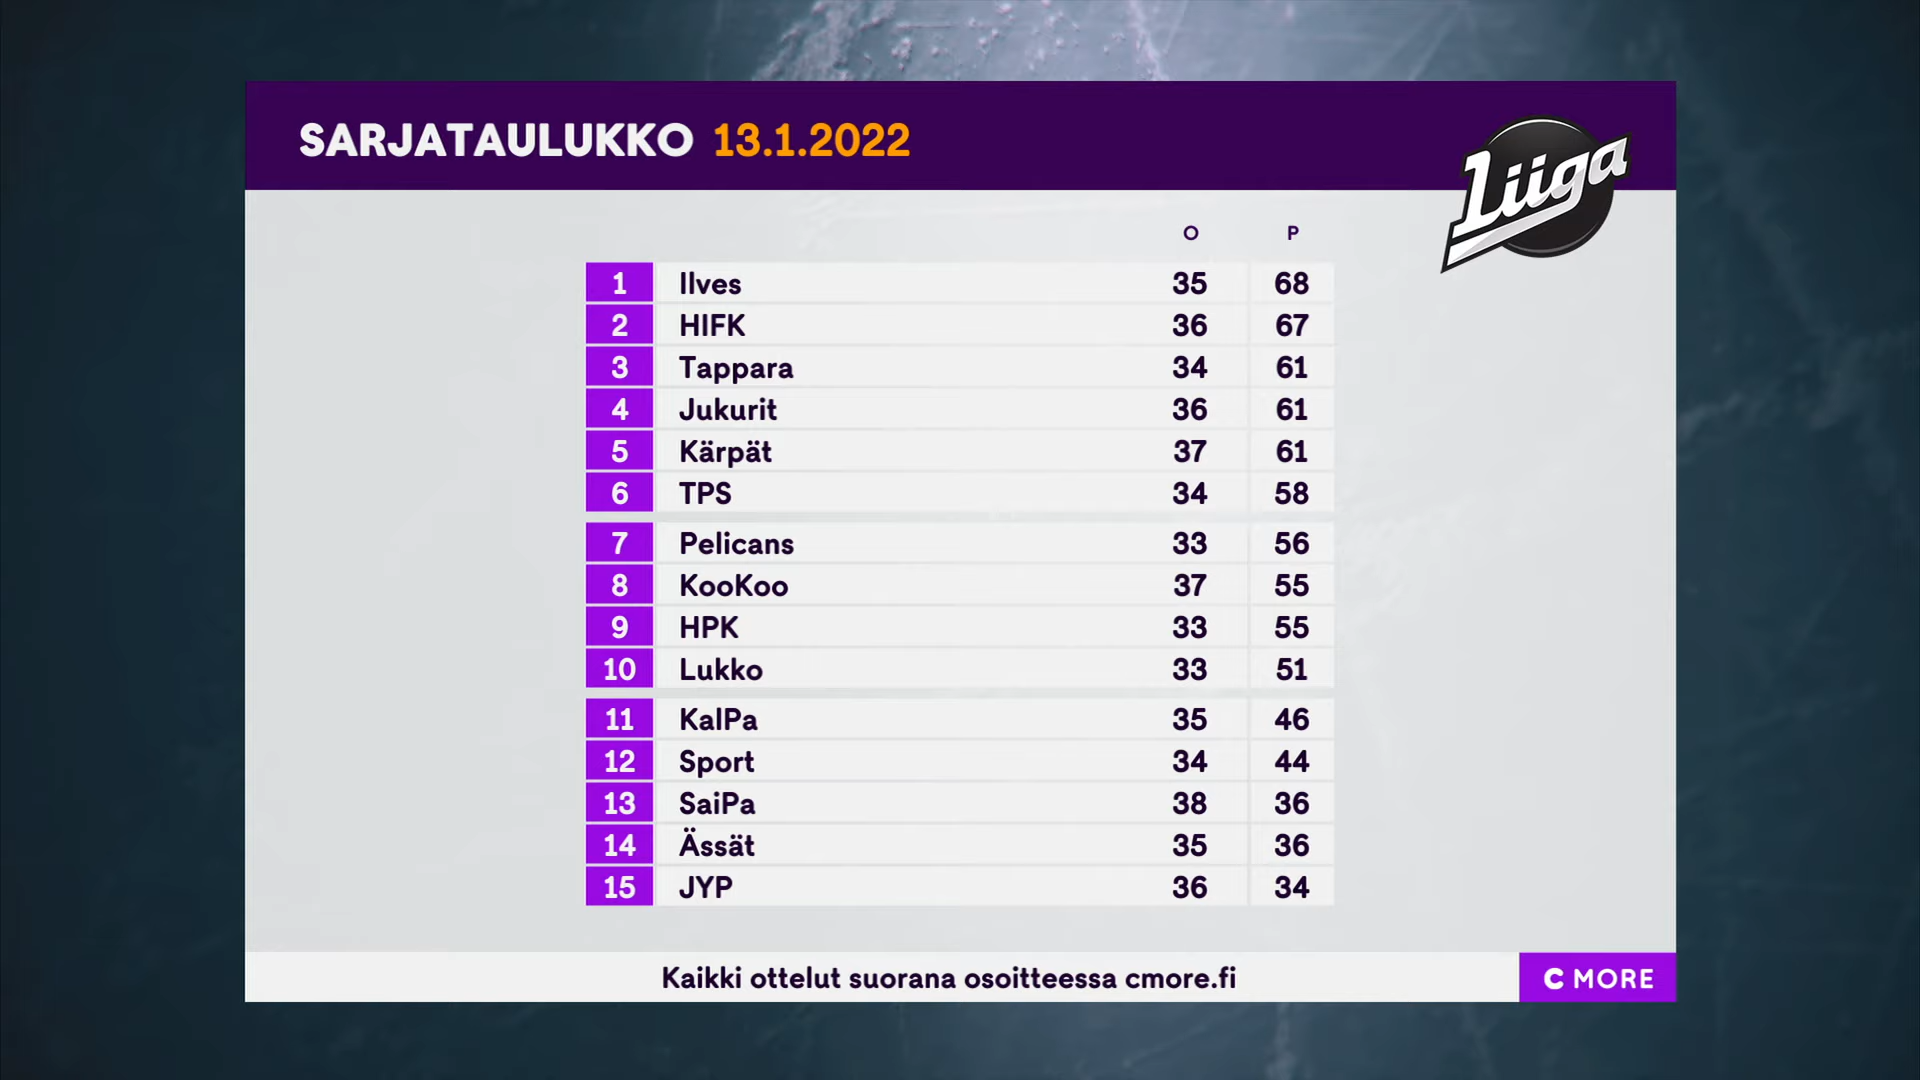 SARJATAULUKKO 13.1.2022
Liiga
O P
1 Ilves 35 68
2 HIFK 36 67
3 Tappara 34 61
4 Jukurit 36 61
5 Kärpät 37 61
6 TPS 34 58
7 Pelicans 33 56
8 KooKoo 37 55
9 HPK 33 55
10 Lukko 33 51
11 KalPa 35 46
12 Sport 34 44
13 SaiPa 38 36
14 Ässät 35 36
15 JYP 36 34
Kaikki ottelut suorana osoitteessa cmore.fi
C MORE